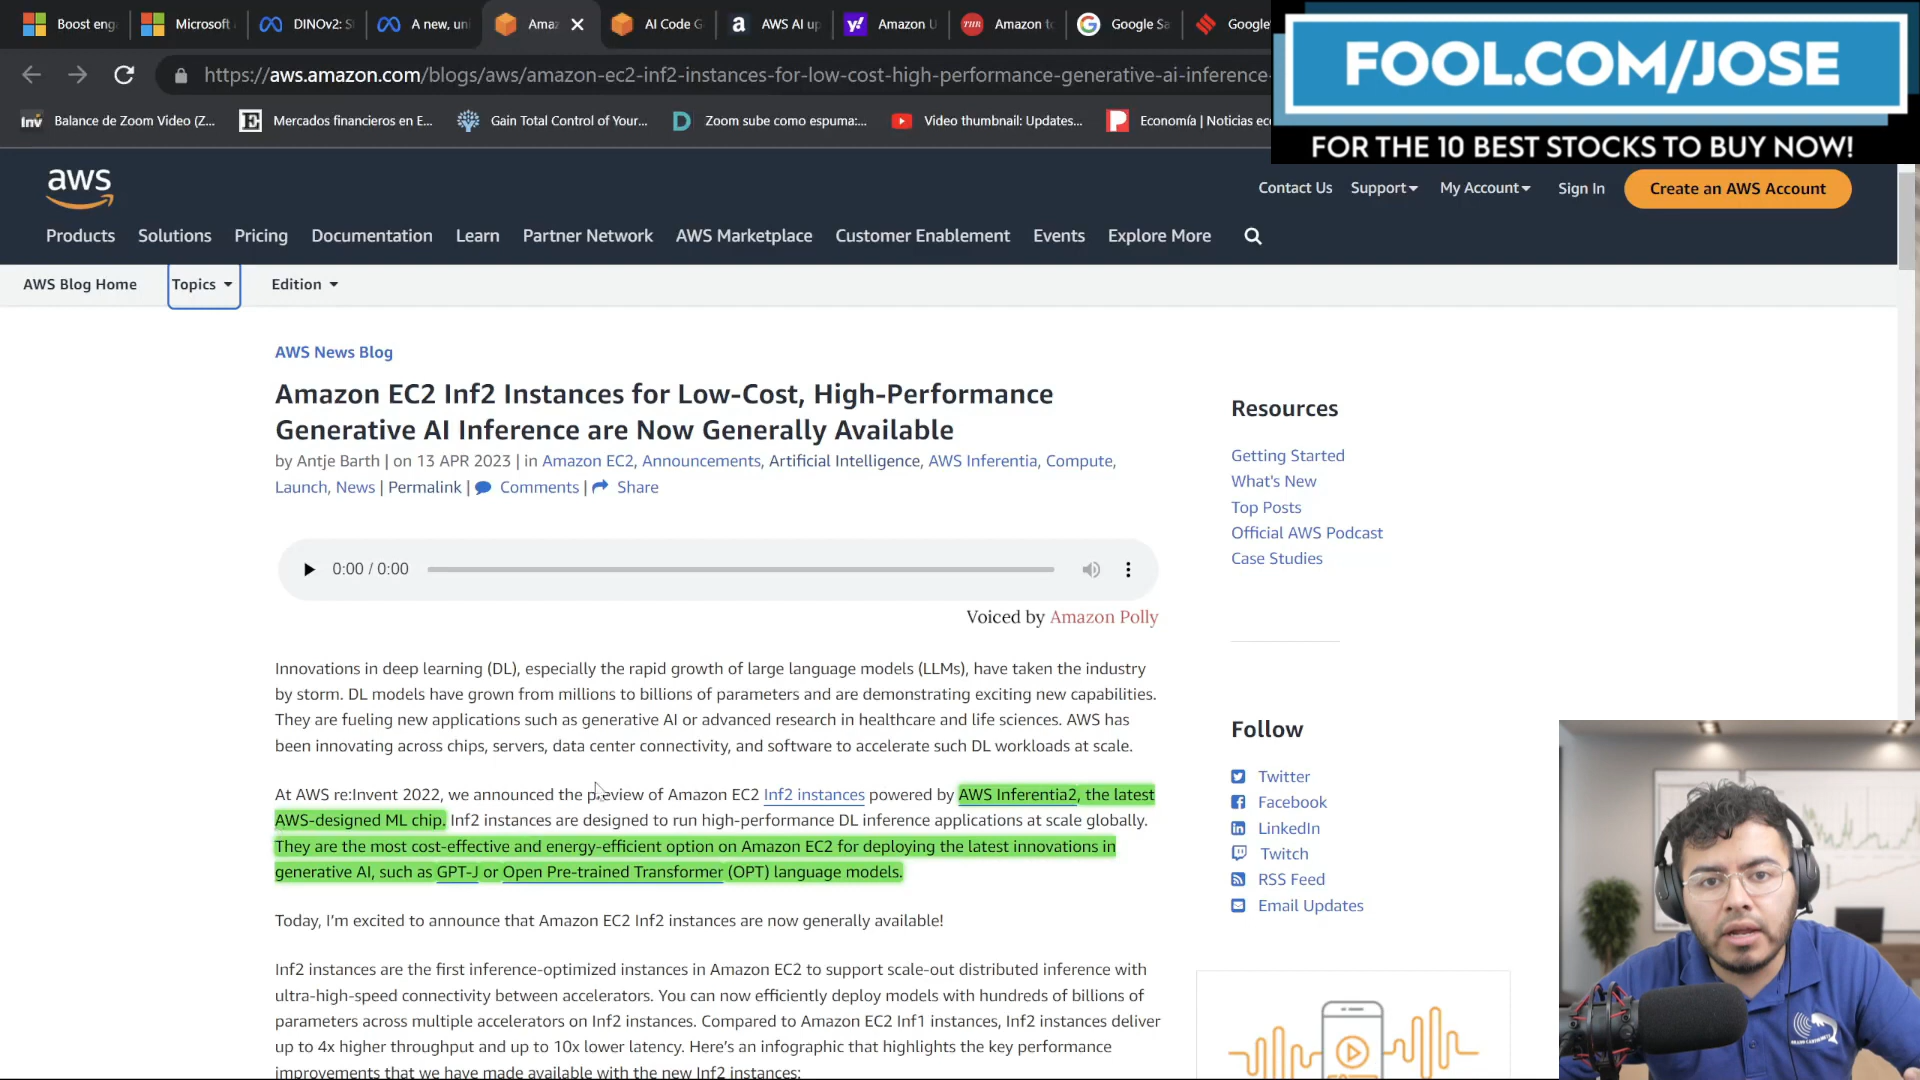 Boost eng
Microsoft
DINOv2: S
A new, uni
Amaz
AI Code G
AWS AI up
Amazon U
Amazon to
Google Sa
Google
FOOL.COM/JOSE
FOR THE 10 BEST STOCKS TO BUY NOW!
https://aws.amazon.com/blogs/aws/amazon-ec2-inf2-instances-for-low-cost-high-performance-generative-ai-inference-
Inv Balance de Zoom Video (Z...
E Mercados financieros en E...
Gain Total Control of Your...
D Zoom sube como espuma:...
Video thumbnail: Updates...
P Economía | Noticias ec
aws
Contact Us Support My Account Sign In Create an AWS Account
Products Solutions Pricing Documentation Learn Partner Network AWS Marketplace Customer Enablement Events Explore More
AWS Blog Home Topics Edition
AWS News Blog
Amazon EC2 Inf2 Instances for Low-Cost, High-Performance
Generative AI Inference are Now Generally Available
by Antje Barth | on 13 APR 2023 | in Amazon EC2, Announcements, Artificial Intelligence, AWS Inferentia, Compute,
Launch, News | Permalink | Comments | Share
0:00 / 0:00
Voiced by Amazon Polly
Innovations in deep learning (DL), especially the rapid growth of large language models (LLMs), have taken the industry
by storm. DL models have grown from millions to billions of parameters and are demonstrating exciting new capabilities.
They are fueling new applications such as generative AI or advanced research in healthcare and life sciences. AWS has
been innovating across chips, servers, data center connectivity, and software to accelerate such DL workloads at scale.
At AWS re:Invent 2022, we announced the preview of Amazon EC2 Inf2 instances powered by AWS Inferentia2, the latest
AWS-designed ML chip. Inf2 instances are designed to run high-performance DL inference applications at scale globally.
They are the most cost-effective and energy-efficient option on Amazon EC2 for deploying the latest innovations in
generative AI, such as GPT-J or Open Pre-trained Transformer (OPT) language models.
Today, I'm excited to announce that Amazon EC2 Inf2 instances are now generally available!
Inf2 instances are the first inference-optimized instances in Amazon EC2 to support scale-out distributed inference with
ultra-high-speed connectivity between accelerators. You can now efficiently deploy models with hundreds of billions of
parameters across multiple accelerators on Inf2 instances. Compared to Amazon EC2 Inf1 instances, Inf2 instances deliver
up to 4x higher throughput and up to 10x lower latency. Here's an infographic that highlights the key performance
improvements that we have made available with the new Inf2 instances:
Resources
Getting Started
What's New
Top Posts
Official AWS Podcast
Case Studies
Follow
Twitter
Facebook
LinkedIn
Twitch
RSS Feed
Email Updates